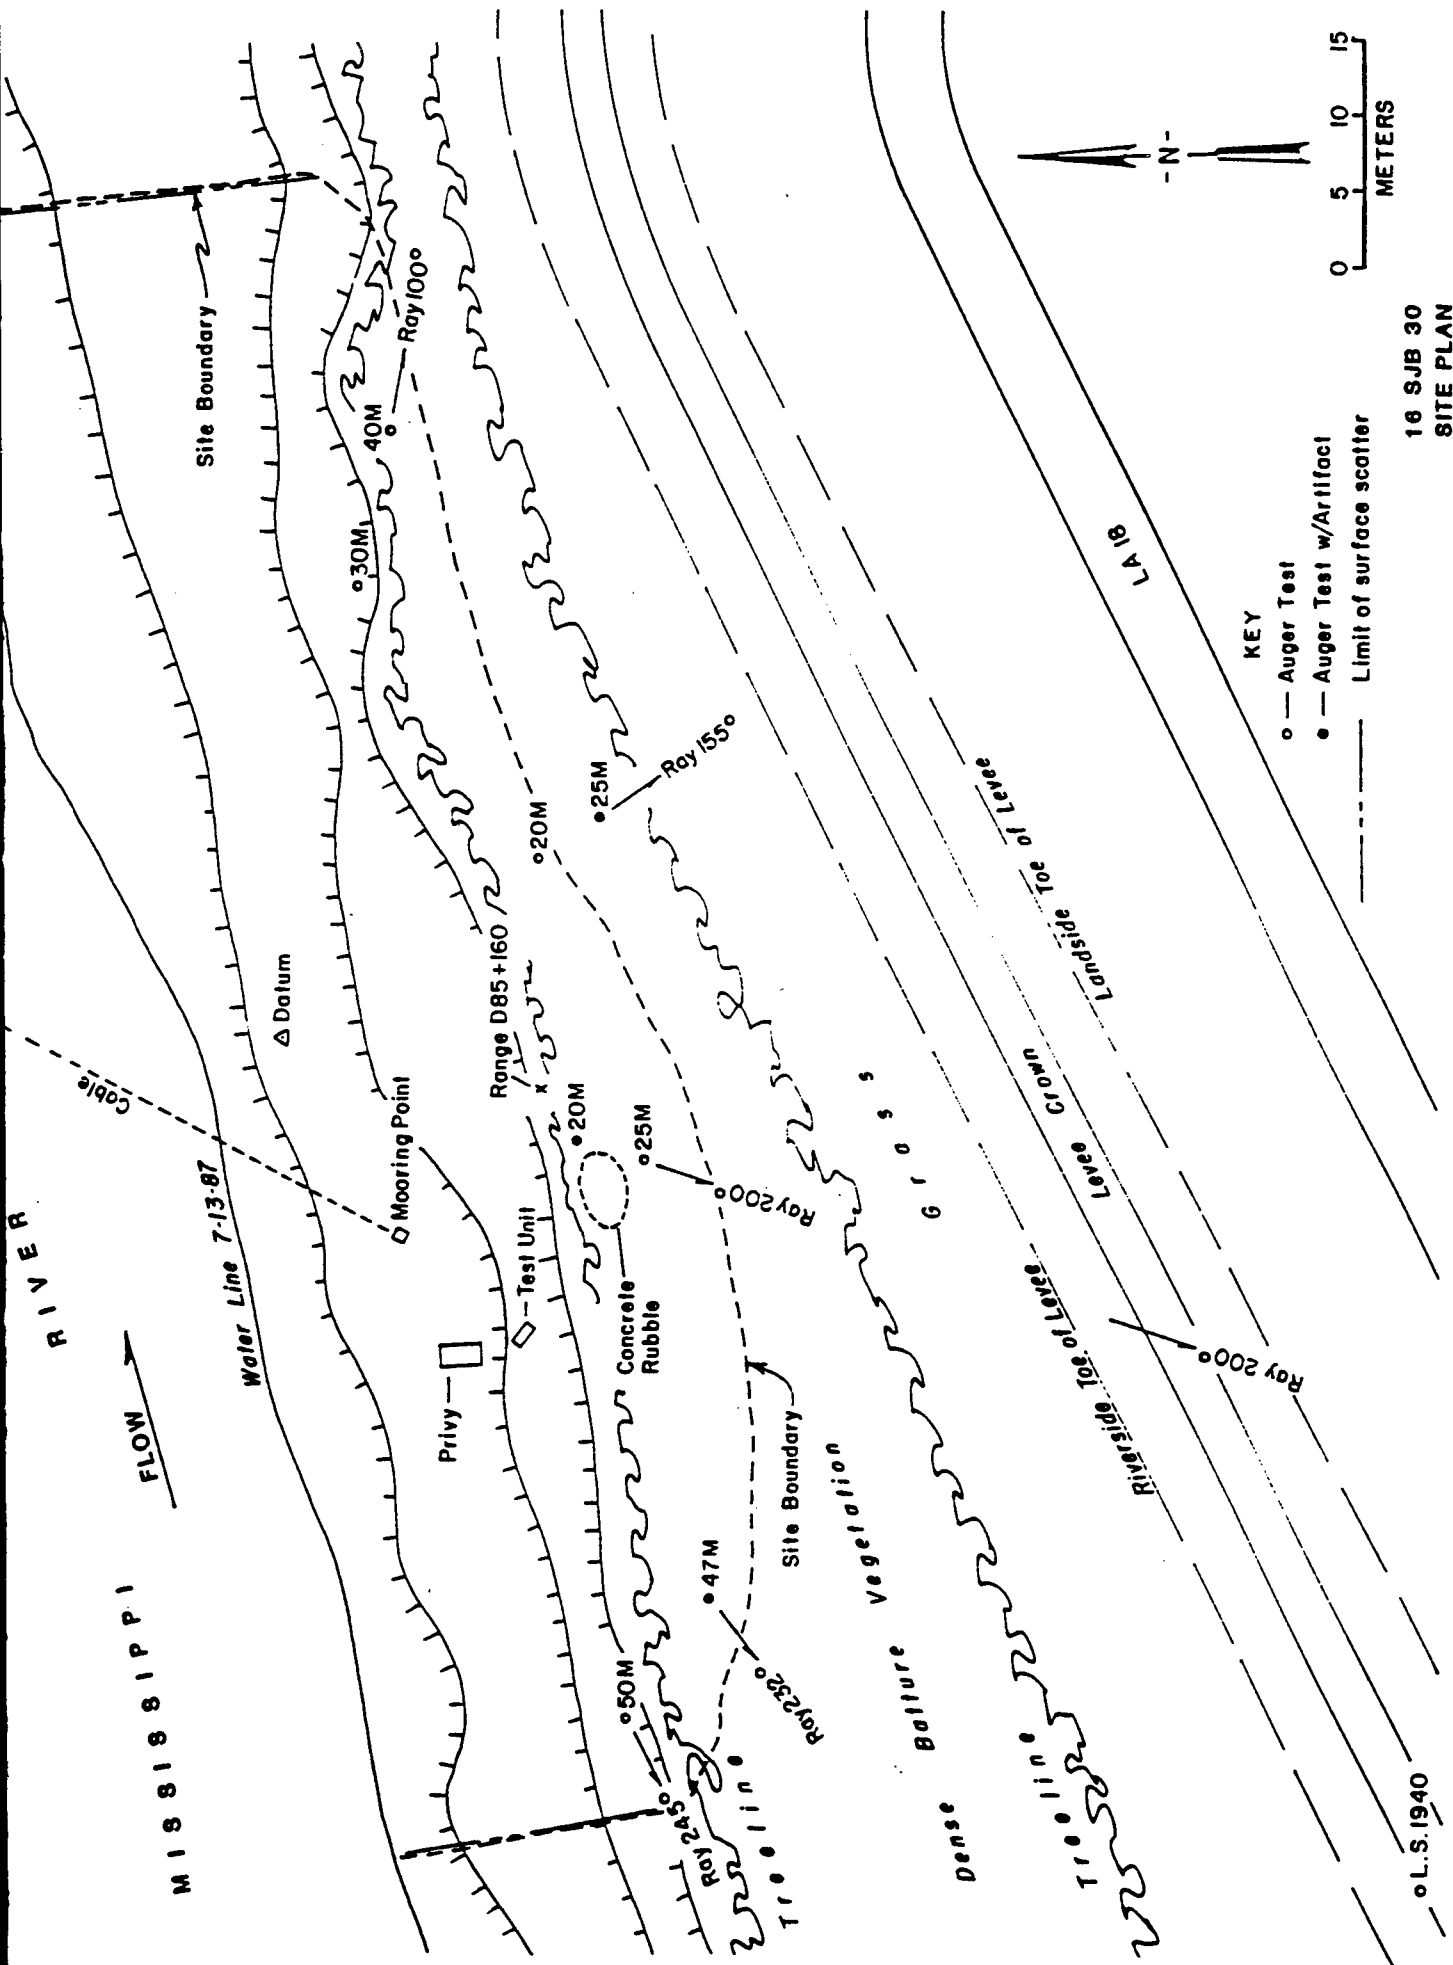 MISSISSIPPI
RIVER
FLOW
Water Line 7-13-87
Cable
Site Boundary
Datum
Mooring Point
Privy
Test Unit
Range D85+160
x
30M
40M
Ray 100°
20M
25M
Ray 155°
20M
25M
Ray 200°
Concrete
Rubble
50M
Ray 245°
47M
Ray 232°
Site Boundary
Treeline
Dense Batture Vegetation
Treeline
Grass
Riverside Toe of Levee
Levee Crown
Landside Toe of Levee
Ray 200°
L.S.1940
LA 18
KEY
Auger Test
Auger Test w/Artifact
Limit of surface scatter
-N-
0 5 10 15
METERS
16 SJB 30
SITE PLAN